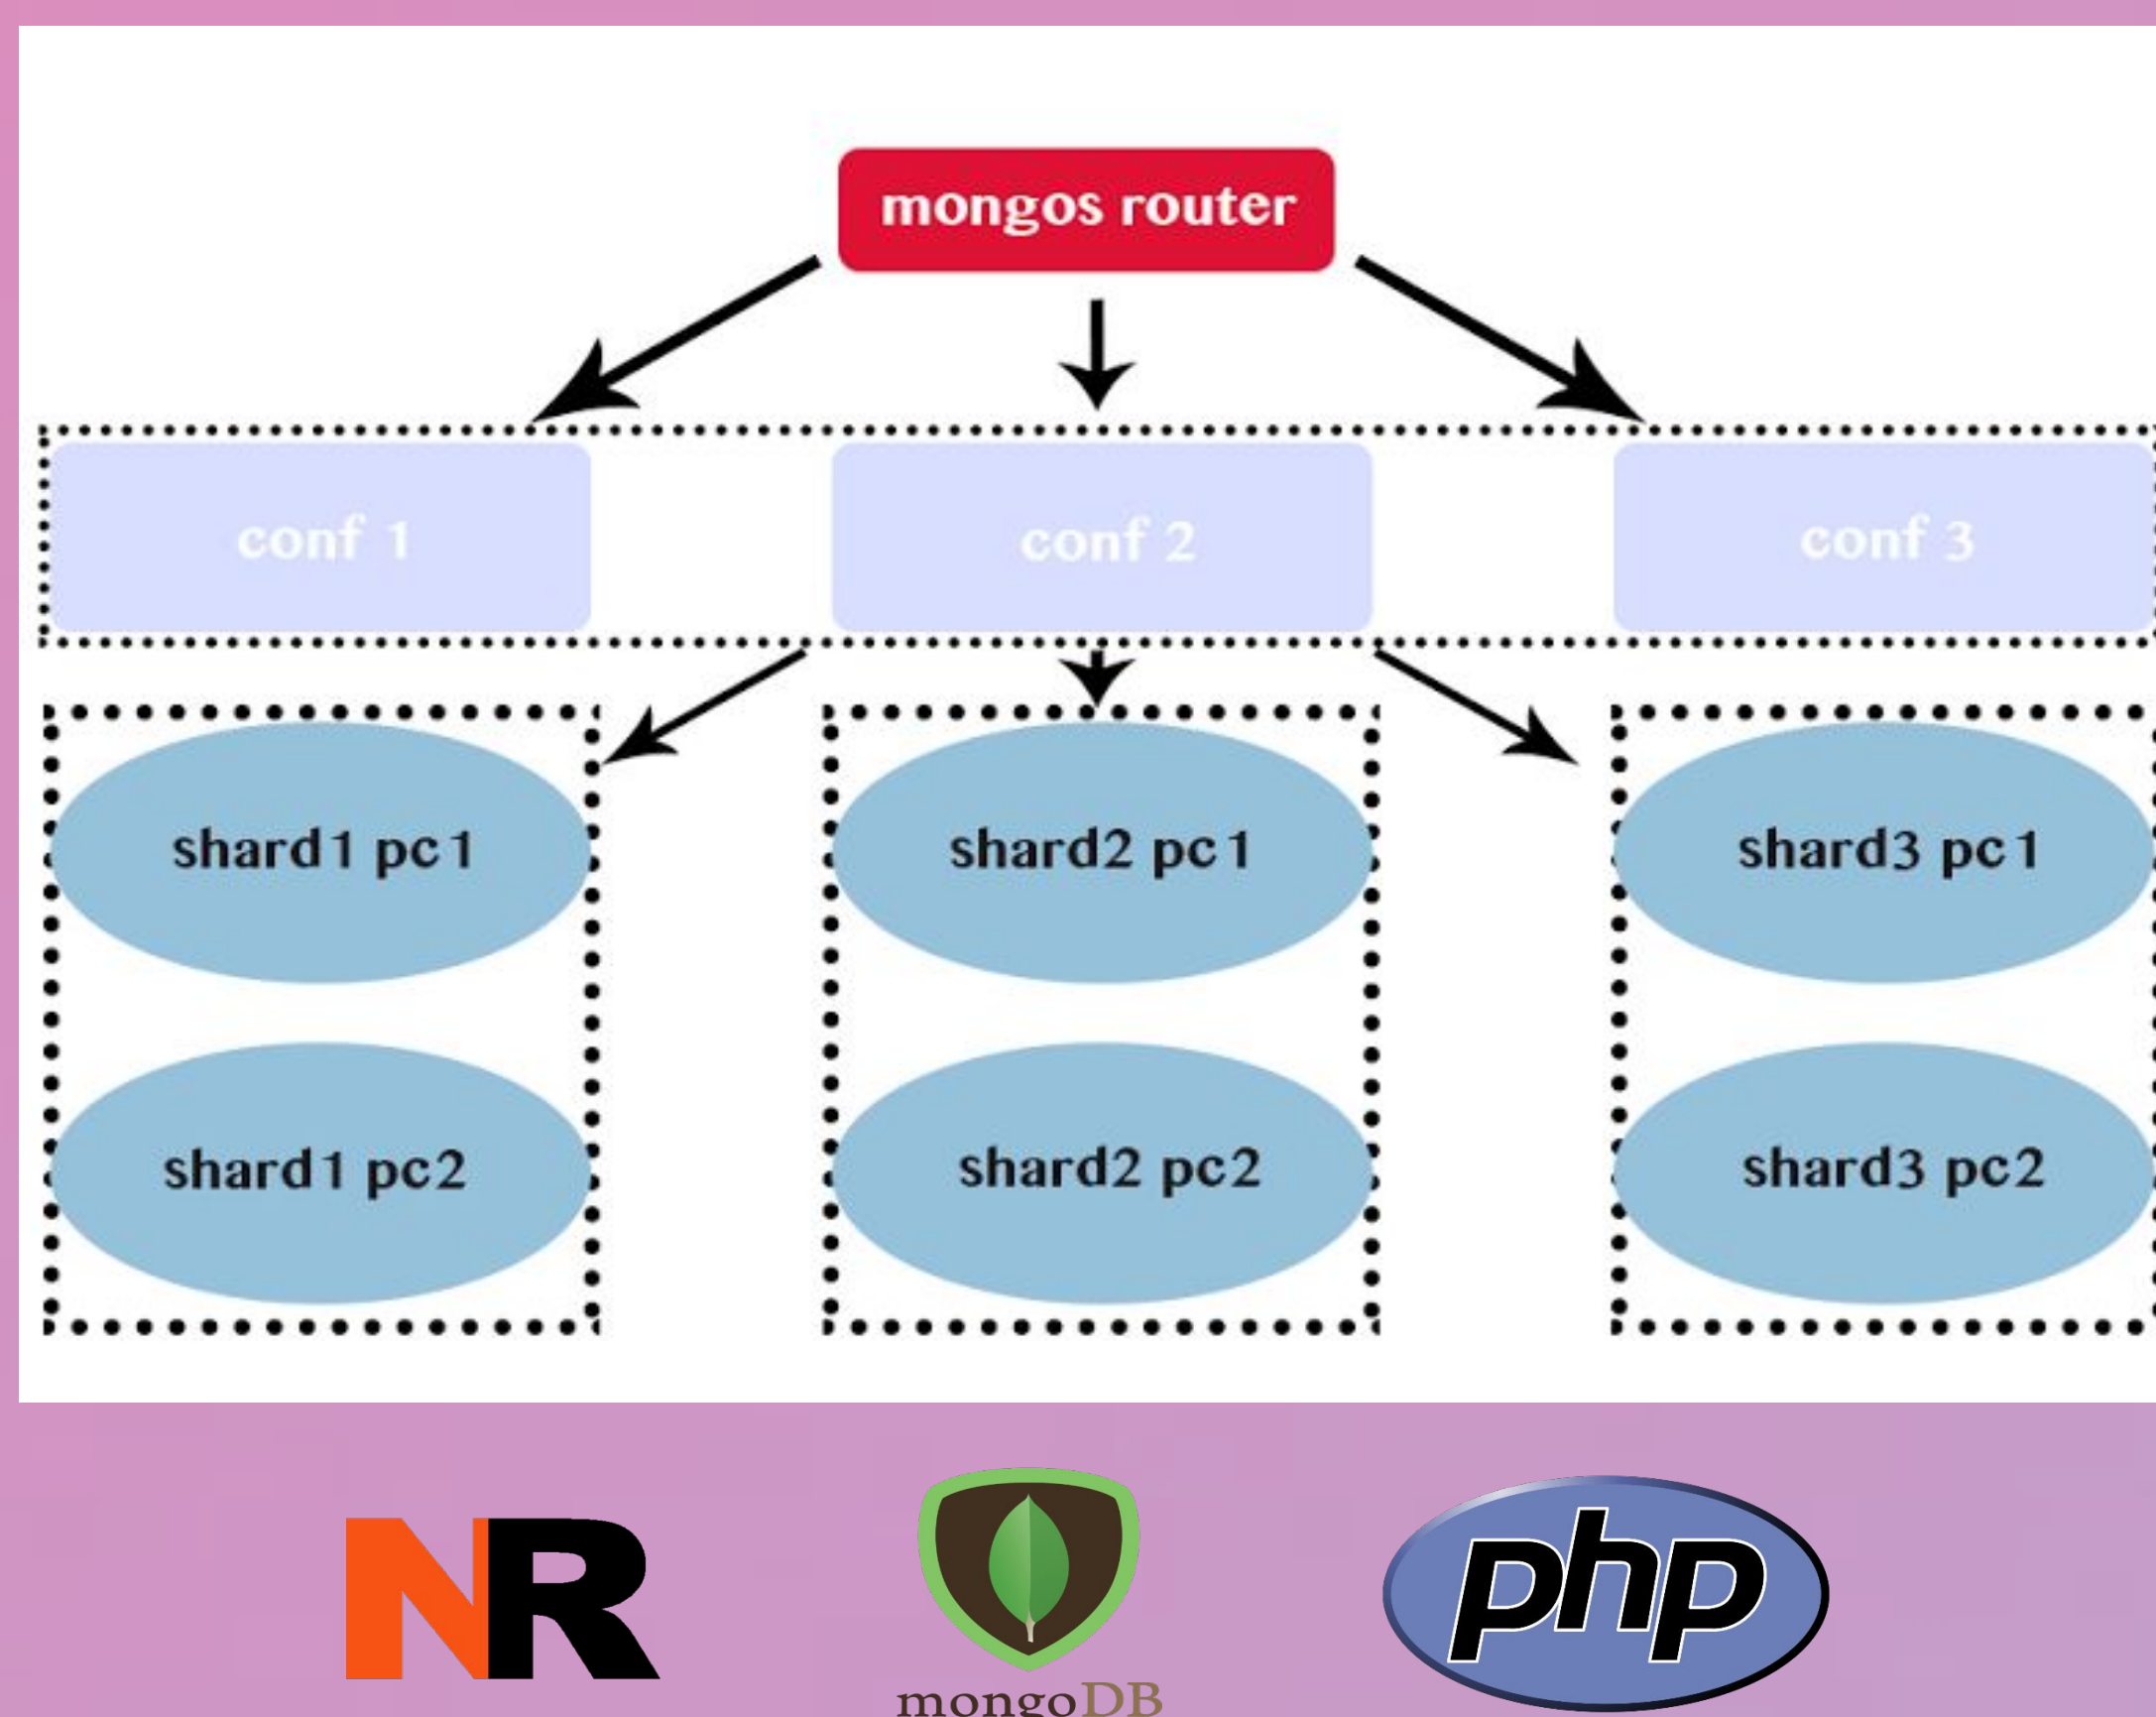 mongos router
conf 1
conf 2
conf 3
shard1 pc1
shard2 pc1
shard3 pc1
shard1 pc2
shard2 pc2
shard3 pc2
NR
mongoDB
php